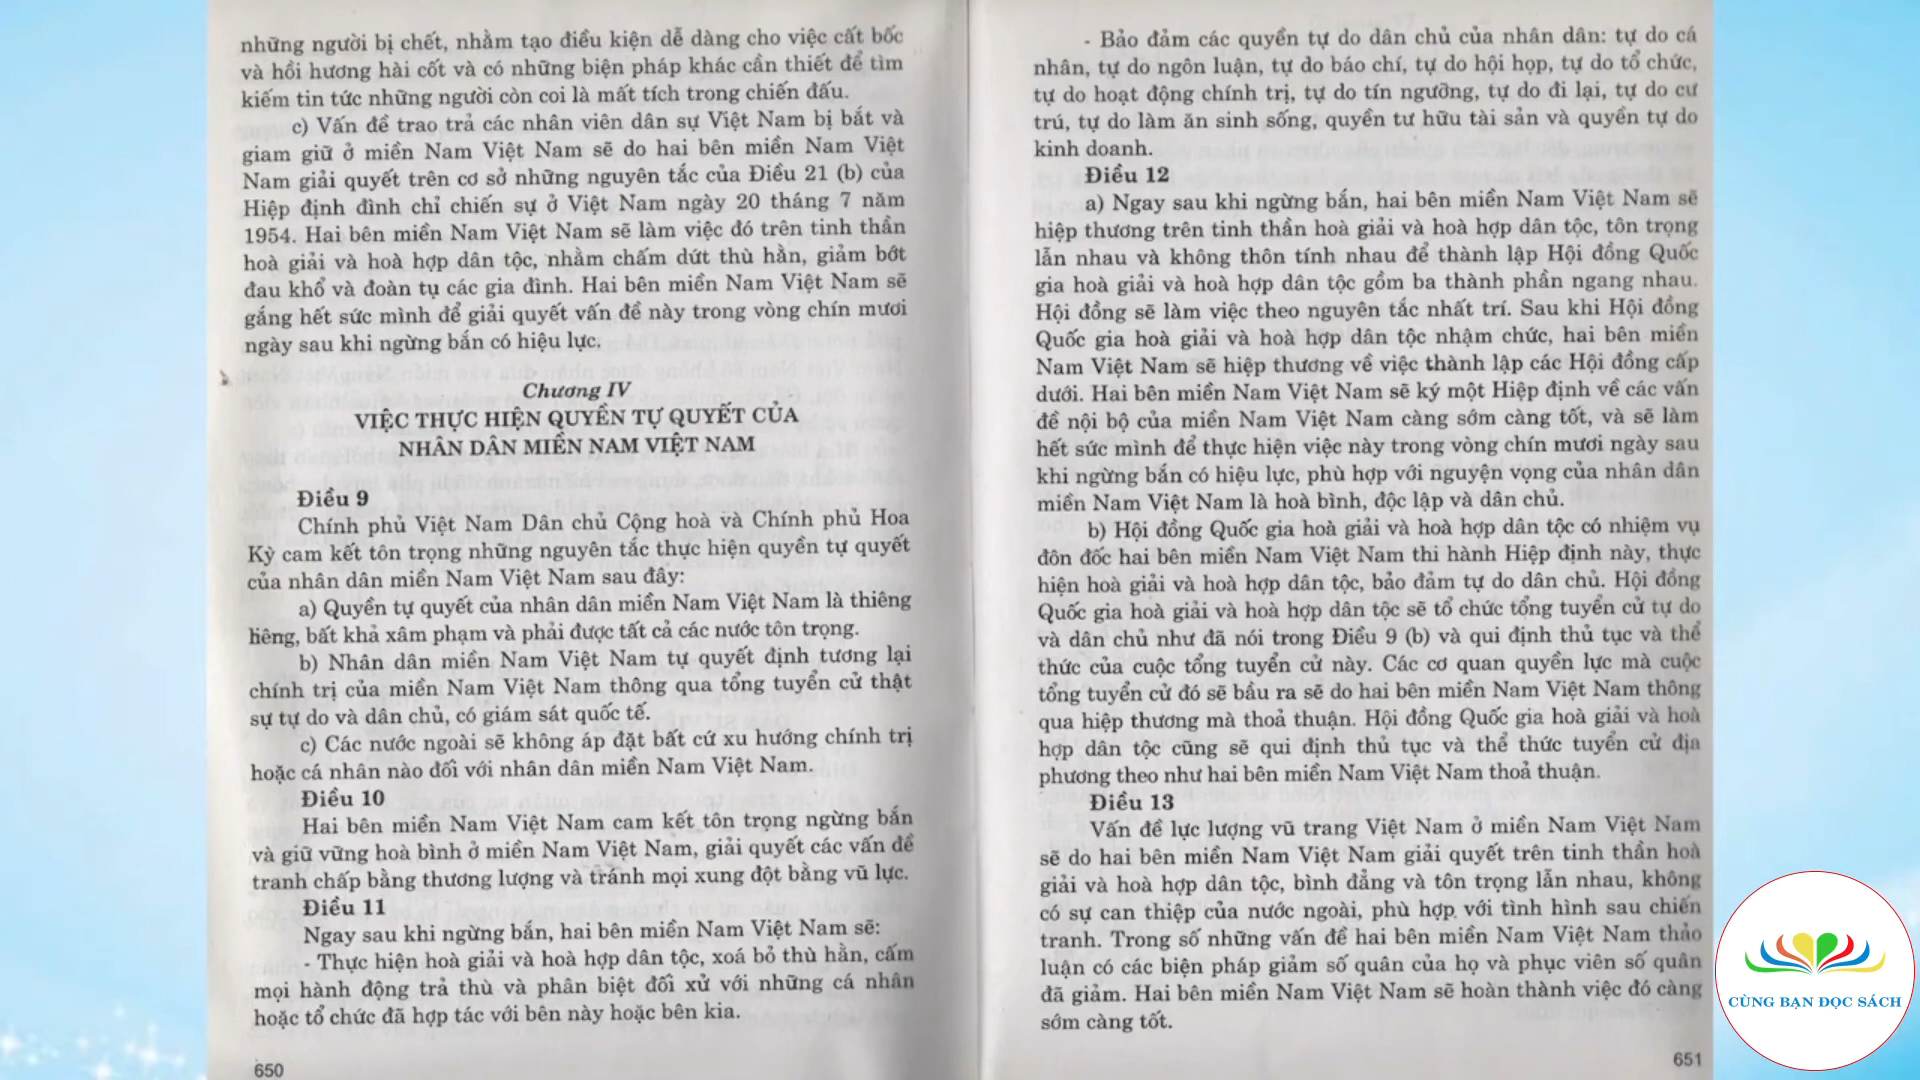 những người bị chết, nhằm tạo điều kiện dễ dàng cho việc cất bốc
và hồi hương hài cốt và có những biện pháp khác cần thiết để tìm
kiếm tin tức những người còn coi là mất tích trong chiến đấu.
c) Vấn đề trao trả các nhân viên dân sự Việt Nam bị bắt và
giam giữ ở miền Nam Việt Nam sẽ do hai bên miền Nam Việt
Nam giải quyết trên cơ sở những nguyên tắc của Điều 21 (b) của
Hiệp định đình chỉ chiến sự ở Việt Nam ngày 20 tháng 7 năm
1954. Hai bên miền Nam Việt Nam sẽ làm việc đó trên tinh thần
hoà giải và hoà hợp dân tộc, nhằm chấm dứt thù hằn, giảm bớt
đau khổ và đoàn tụ các gia đình. Hai bên miền Nam Việt Nam sẽ
gắng hết sức mình để giải quyết vấn đề này trong vòng chín mươi
ngày sau khi ngừng bắn có hiệu lực.
Chương IV
VIỆC THỰC HIỆN QUYỀN TỰ QUYẾT CỦA
NHÂN DÂN MIỀN NAM VIỆT NAM
Điều 9
Chính phủ Việt Nam Dân chủ Cộng hoà và Chính phủ Hoa
Kỳ cam kết tôn trọng những nguyên tắc thực hiện quyền tự quyết
của nhân dân miền Nam Việt Nam sau đây:
a) Quyền tự quyết của nhân dân miền Nam Việt Nam là thiêng
liêng, bất khả xâm phạm và phải được tất cả các nước tôn trọng.
b) Nhân dân miền Nam Việt Nam tự quyết định tương lại
chính trị của miền Nam Việt Nam thông qua tổng tuyển cử thật
sự tự do và dân chủ, có giám sát quốc tế.
c) Các nước ngoài sẽ không áp đặt bất cứ xu hướng chính trị
hoặc cá nhân nào đối với nhân dân miền Nam Việt Nam.
Điều 10
Hai bên miền Nam Việt Nam cam kết tôn trọng ngừng bắn
và giữ vững hoà bình ở miền Nam Việt Nam, giải quyết các vấn đề
tranh chấp bằng thương lượng và tránh mọi xung đột bằng vũ lực.
Điều 11
Ngay sau khi ngừng bắn, hai bên miền Nam Việt Nam sẽ:
- Thực hiện hoà giải và hoà hợp dân tộc, xoá bỏ thù hằn, cấm
mọi hành động trả thù và phân biệt đối xử với những cá nhân
hoặc tổ chức đã hợp tác với bên này hoặc bên kia.
650
- Bảo đảm các quyền tự do dân chủ của nhân dân: tự do cá
nhân, tự do ngôn luận, tự do báo chí, tự do hội họp, tự do tổ chức,
tự do hoạt động chính trị, tự do tín ngưỡng, tự do đi lại, tự do cư
trú, tự do làm ăn sinh sống, quyền tư hữu tài sản và quyền tự do
kinh doanh.
Điều 12
a) Ngay sau khi ngừng bắn, hai bên miền Nam Việt Nam sẽ
hiệp thương trên tinh thần hoà giải và hoà hợp dân tộc, tôn trọng
lẫn nhau và không thôn tính nhau để thành lập Hội đồng Quốc
gia hoà giải và hoà hợp dân tộc gồm ba thành phần ngang nhau.
Hội đồng sẽ làm việc theo nguyên tắc nhất trí. Sau khi Hội đồng
Quốc gia hoà giải và hoà hợp dân tộc nhậm chức, hai bên miền
Nam Việt Nam sẽ hiệp thương về việc thành lập các Hội đồng cấp
dưới. Hai bên miền Nam Việt Nam sẽ ký một Hiệp định về các vấn
đề nội bộ của miền Nam Việt Nam càng sớm càng tốt, và sẽ làm
hết sức mình để thực hiện việc này trong vòng chín mươi ngày sau
khi ngừng bắn có hiệu lực, phù hợp với nguyện vọng của nhân dân
miền Nam Việt Nam là hoà bình, độc lập và dân chủ.
b) Hội đồng Quốc gia hoà giải và hoà hợp dân tộc có nhiệm vụ
đôn đốc hai bên miền Nam Việt Nam thi hành Hiệp định này, thực
hiện hoà giải và hoà hợp dân tộc, bảo đảm tự do dân chủ. Hội đồng
Quốc gia hoà giải và hoà hợp dân tộc sẽ tổ chức tổng tuyển cử tự do
và dân chủ như đã nói trong Điều 9 (b) và qui định thủ tục và thể
thức của cuộc tổng tuyển cử này. Các cơ quan quyền lực mà cuộc
tổng tuyển cử đó sẽ bầu ra sẽ do hai bên miền Nam Việt Nam thông
qua hiệp thương mà thoả thuận. Hội đồng Quốc gia hoà giải và hoà
hợp dân tộc cũng sẽ qui định thủ tục và thể thức tuyển cử địa
phương theo như hai bên miền Nam Việt Nam thoả thuận.
Điều 13
Vấn đề lực lượng vũ trang Việt Nam ở miền Nam Việt Nam
sẽ do hai bên miền Nam Việt Nam giải quyết trên tinh thần hoà
giải và hoà hợp dân tộc, bình đẳng và tôn trọng lẫn nhau, không
có sự can thiệp của nước ngoài, phù hợp với tình hình sau chiến
tranh. Trong số những vấn đề hai bên miền Nam Việt Nam thảo
luận có các biện pháp giảm số quân của họ và phục viên số quân
đã giảm. Hai bên miền Nam Việt Nam sẽ hoàn thành việc đó càng
sớm càng tốt.
651
CÙNG BẠN ĐỌC SÁCH